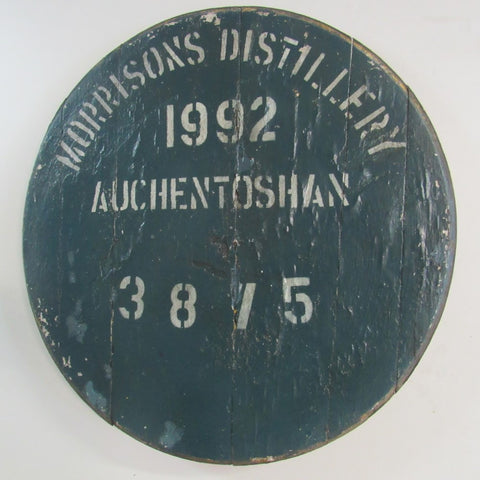 MORRISONS DISTILLERY
1992
AUCHENTOSHAN
3875